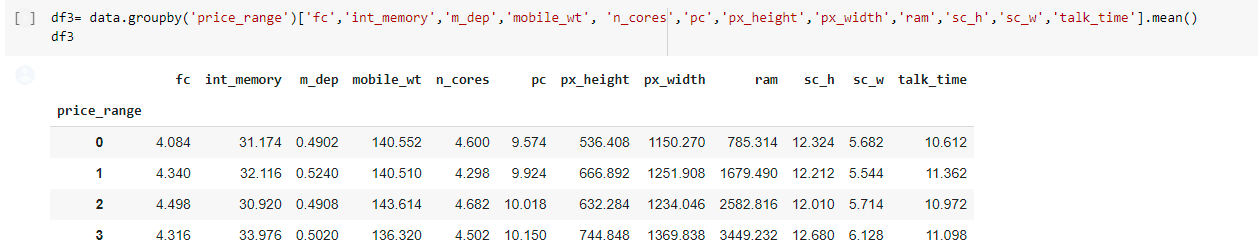 [ ] df3= data.groupby('price_range')['fc','int_memory','m_dep','mobile_wt', 'n_cores','pc','px_height','px_width','ram','sc_h','sc_w','talk_time'].mean()
df3
fc int_memory m_dep mobile_wt n_cores pc px_height px_width ram sc_h sc_w talk_time
price_range
0 4.084 31.174 0.4902 140.552 4.600 9.574 536.408 1150.270 785.314 12.324 5.682 10.612
1 4.340 32.116 0.5240 140.510 4.298 9.924 666.892 1251.908 1679.490 12.212 5.544 11.362
2 4.498 30.920 0.4908 143.614 4.682 10.018 632.284 1234.046 2582.816 12.010 5.714 10.972
3 4.316 33.976 0.5020 136.320 4.502 10.150 744.848 1369.838 3449.232 12.680 6.128 11.098